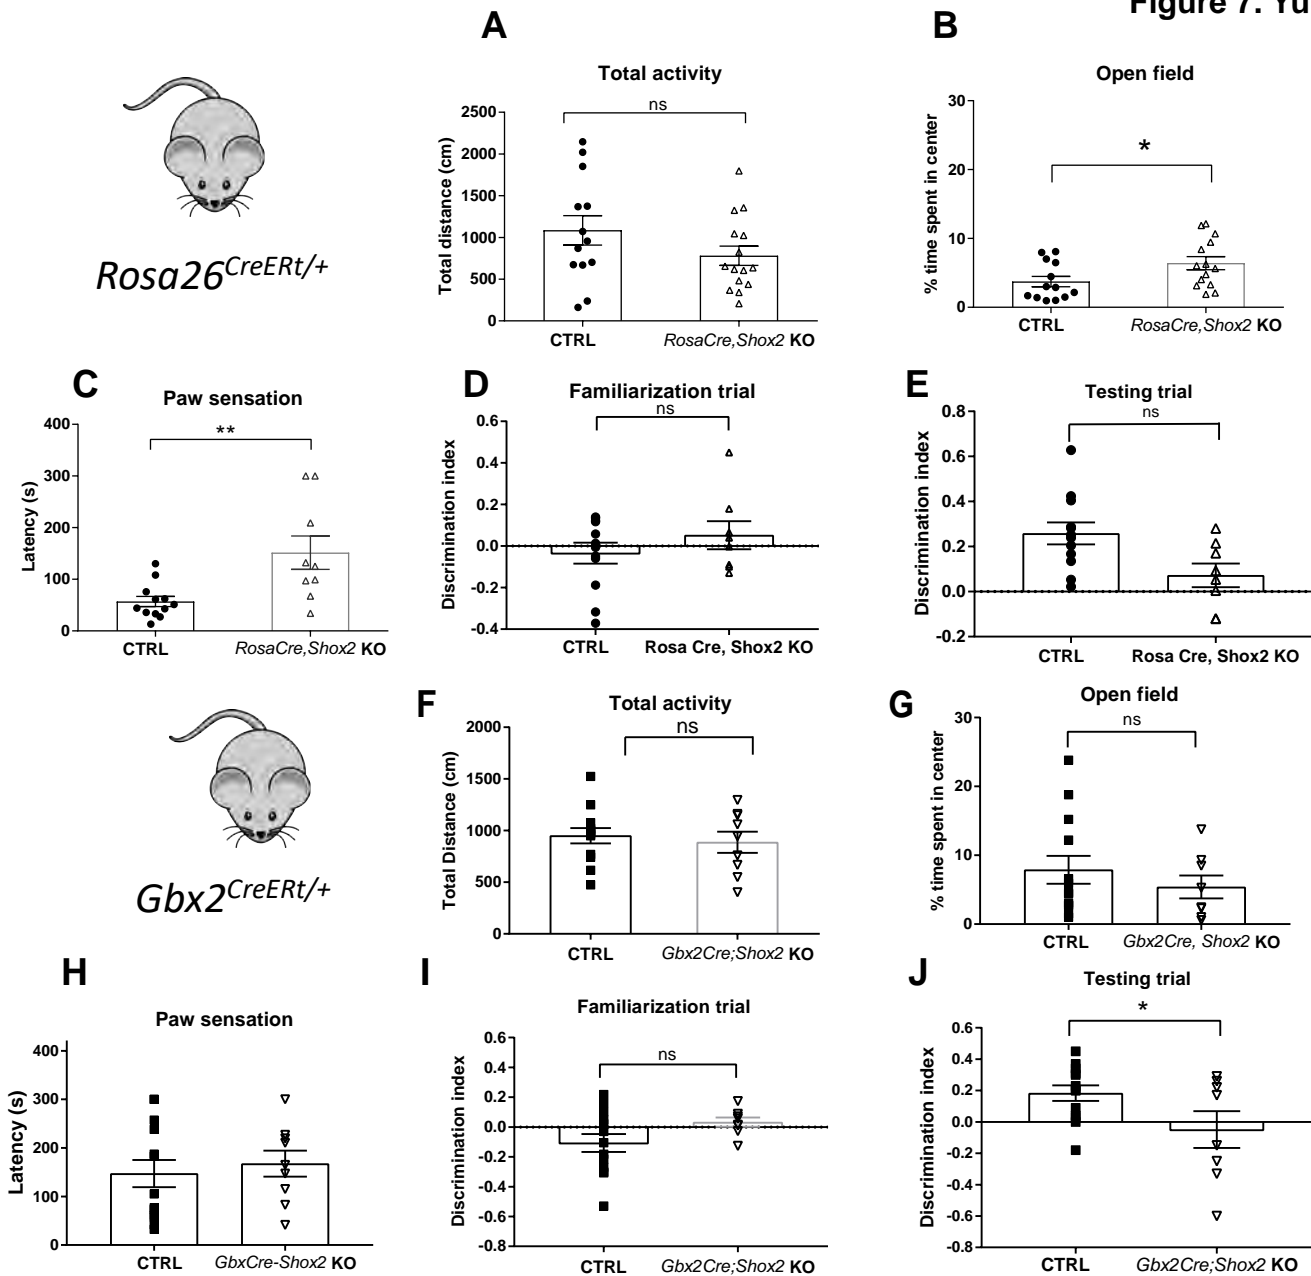 Figure 7. Yu
A
Total activity
ns
Total distance (cm)
2500
2000
1500
1000
500
0
CTRL
RosaCre,Shox2 KO
B
Open field
*
% time spent in center
30
20
10
0
CTRL
RosaCre,Shox2 KO
Rosa26CreERt/+
C
Paw sensation
**
Latency (s)
400
300
200
100
0
CTRL
RosaCre,Shox2 KO
D
Familiarization trial
ns
Discrimination index
0.6
0.4
0.2
0.0
-0.2
-0.4
CTRL
Rosa Cre, Shox2 KO
E
Testing trial
ns
Discrimination index
0.8
0.6
0.4
0.2
0.0
-0.2
CTRL
Rosa Cre, Shox2 KO
Gbx2CreERt/+
F
Total activity
ns
Total Distance (cm)
2000
1500
1000
500
0
CTRL
Gbx2Cre;Shox2 KO
G
Open field
ns
% time spent in center
30
20
10
0
CTRL
Gbx2Cre, Shox2 KO
H
Paw sensation
Latency (s)
400
300
200
100
0
CTRL
GbxCre-Shox2 KO
I
Familiarization trial
ns
Discrimination index
0.6
0.4
0.2
0.0
-0.2
-0.4
-0.6
-0.8
CTRL
Gbx2Cre;Shox2 KO
J
Testing trial
*
Discrimination index
0.6
0.4
0.2
0.0
-0.2
-0.4
-0.6
-0.8
CTRL
Gbx2Cre;Shox2 KO